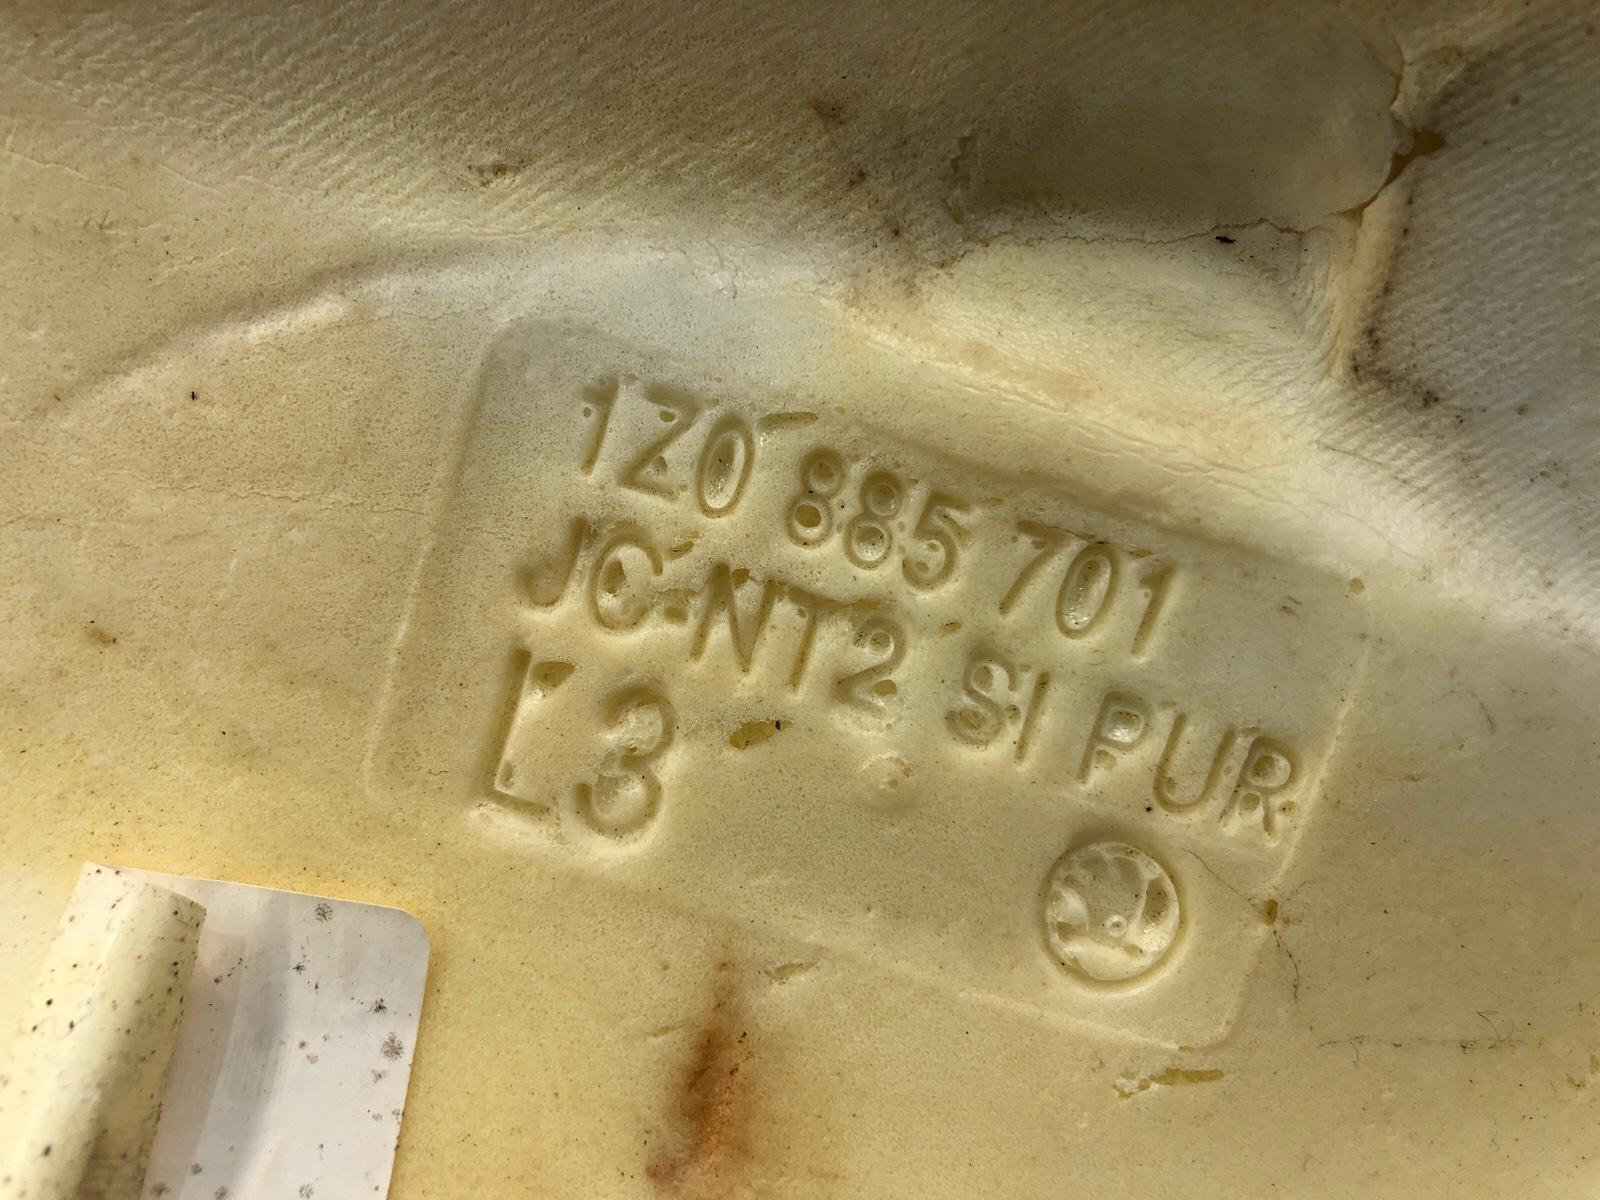 1Z0 885 701
JC-NT2 SI PUR
L3